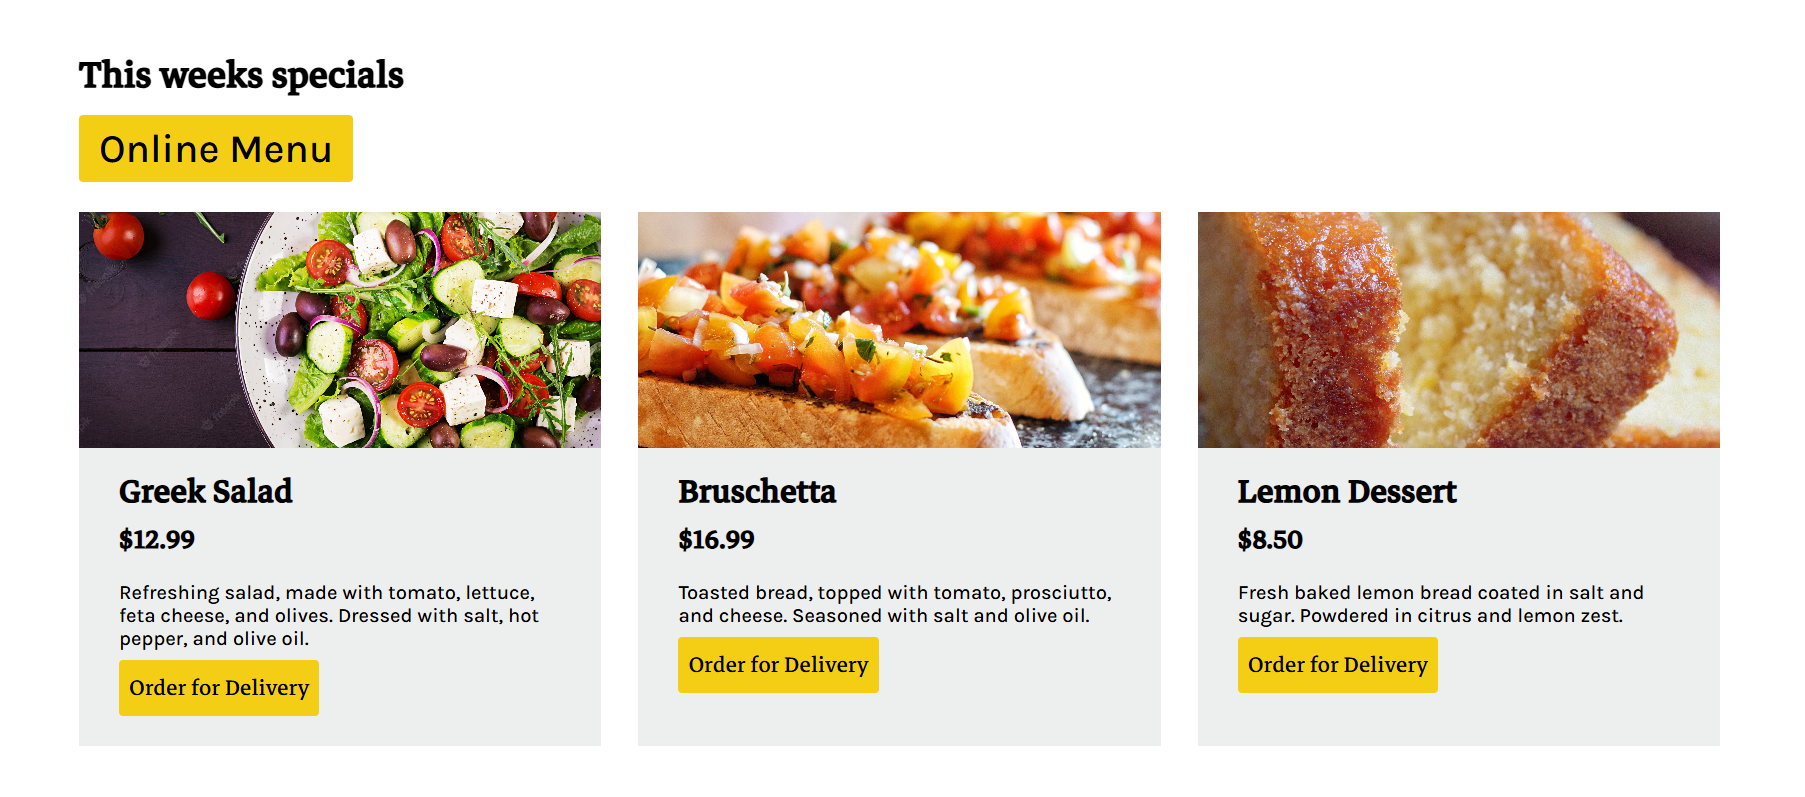 This weeks specials
Online Menu
Greek Salad
$12.99
Refreshing salad, made with tomato, lettuce,
feta cheese, and olives. Dressed with salt, hot
pepper, and olive oil.
Order for Delivery
Bruschetta
$16.99
Toasted bread, topped with tomato, prosciutto,
and cheese. Seasoned with salt and olive oil.
Order for Delivery
Lemon Dessert
$8.50
Fresh baked lemon bread coated in salt and
sugar. Powdered in citrus and lemon zest.
Order for Delivery